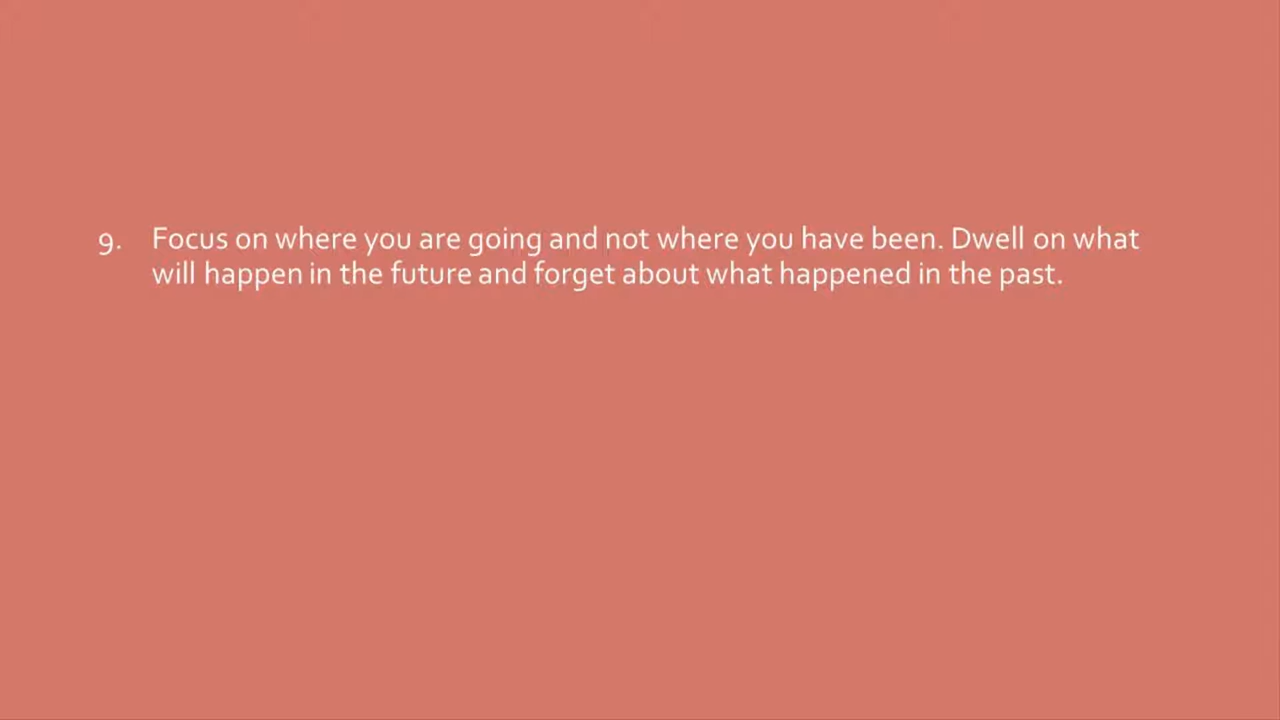 9. Focus on where you are going and not where you have been. Dwell on what
will happen in the future and forget about what happened in the past.